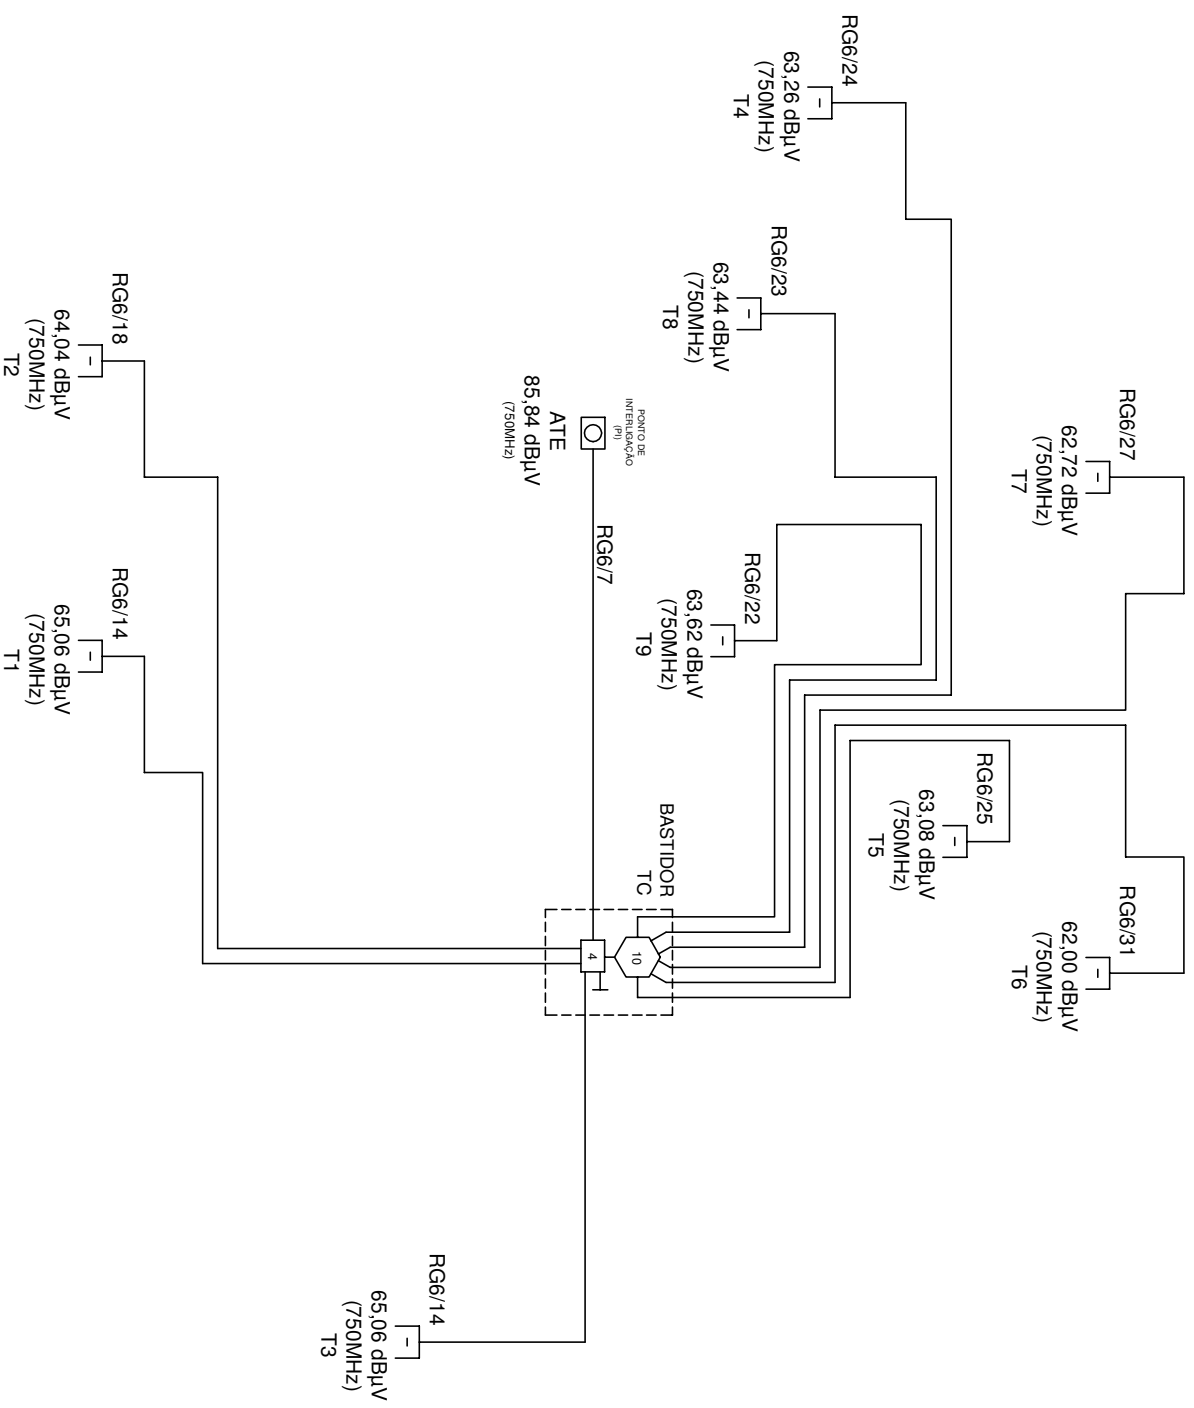 RG6/24
63,26 dBµV
(750MHz)
T4
RG6/23
63,44 dBµV
(750MHz)
T8
RG6/18
64,04 dBµV
(750MHz)
T2
PONTO DE
INTERLIGAÇÃO
(PI)
ATE
85,84 dBµV
(750MHz)
RG6/7
RG6/27
62,72 dBµV
(750MHz)
T7
RG6/22
63,62 dBµV
(750MHz)
T9
RG6/14
65,06 dBµV
(750MHz)
T1
RG6/25
63,08 dBµV
(750MHz)
T5
BASTIDOR
TC
10
4
RG6/31
62,00 dBµV
(750MHz)
T6
RG6/14
65,06 dBµV
(750MHz)
T3